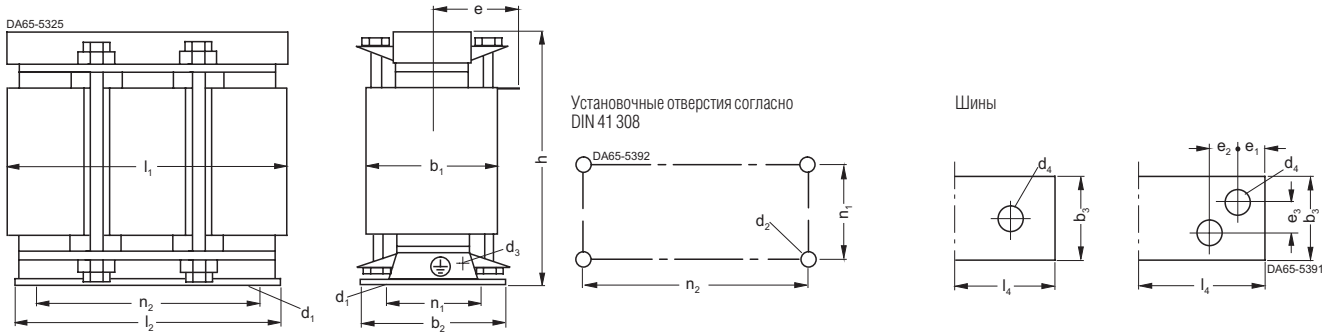 DA65-5325
l₁
n₂
l₂
d₁
e
h
b₁
d₃
d₁
n₁
b₂
Установочные отверстия согласно
DIN 41 308
DA65-5392
n₁
d₂
n₂
Шины
d₄
b₃
l₄
e₂
e₁
d₄
e₃
b₃
DA65-5391
l₄